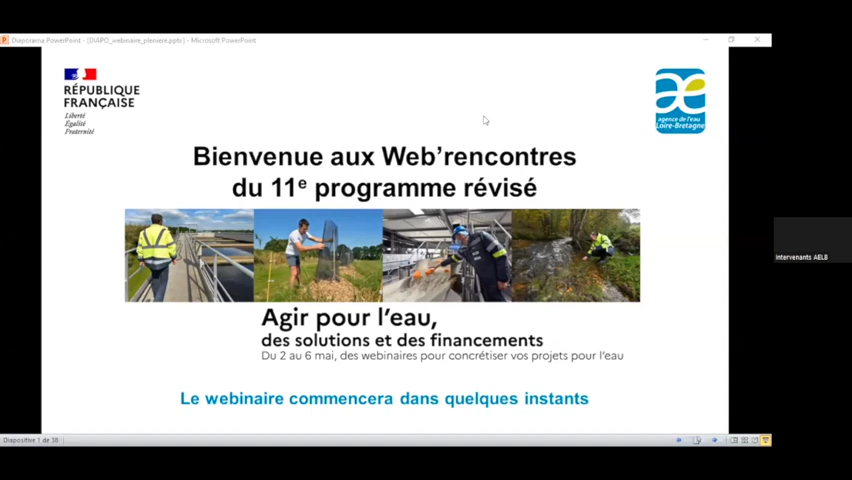 Diaporama PowerPoint - [DIAPO_webinaire_pleniere.pptx] - Microsoft PowerPoint
RÉPUBLIQUE
FRANÇAISE
Liberté
Égalité
Fraternité
agence de l'eau
Loire-Bretagne
Bienvenue aux Web'rencontres
du 11e programme révisé
Agir pour l'eau,
des solutions et des financements
Du 2 au 6 mai, des webinaires pour concrétiser vos projets pour l'eau
Le webinaire commencera dans quelques instants
Intervenants AELB
Diapositive 1 de 38